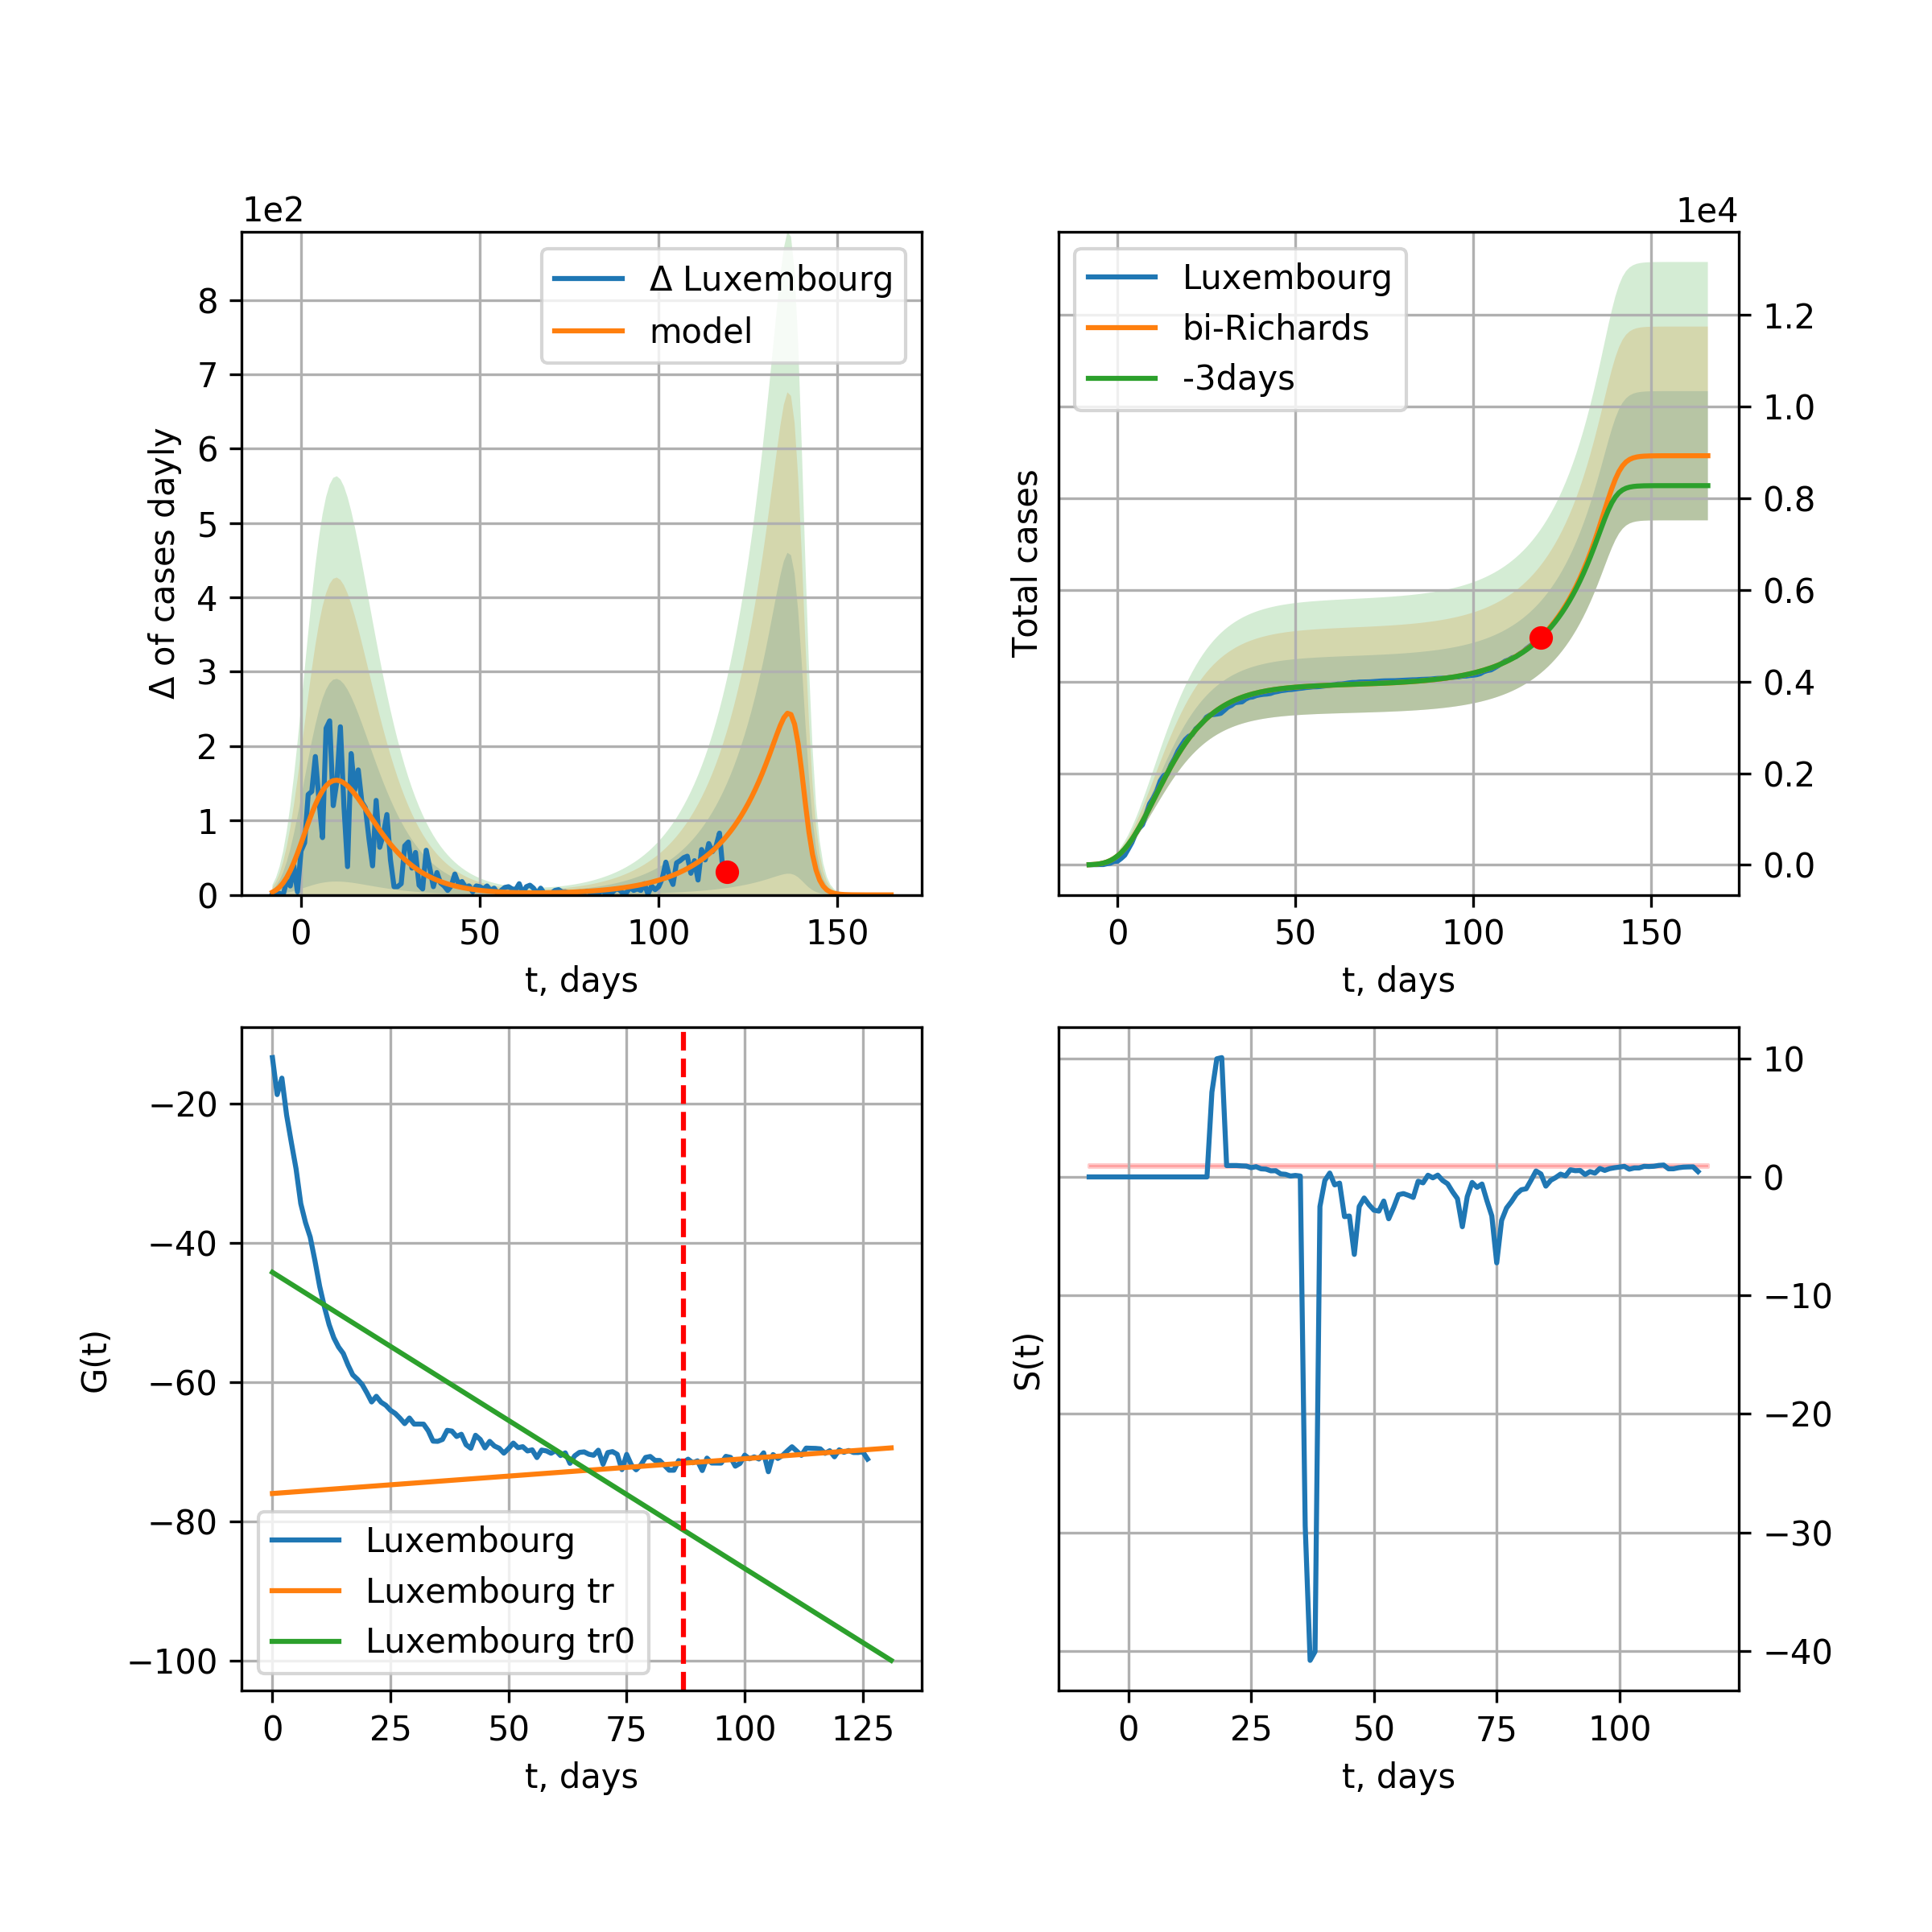 1e2
Δ of cases dayly
8
7
6
5
4
3
2
1
0
Δ Luxembourg
model
0 50 100 150
t, days
1e4
Total cases
Luxembourg
bi-Richards
-3days
1.2
1.0
0.8
0.6
0.4
0.2
0.0
0 50 100 150
t, days
G(t)
−20
−40
−60
−80
−100
Luxembourg
Luxembourg tr
Luxembourg tr0
0 25 50 75 100 125
t, days
S(t)
10
0
−10
−20
−30
−40
0 25 50 75 100
t, days